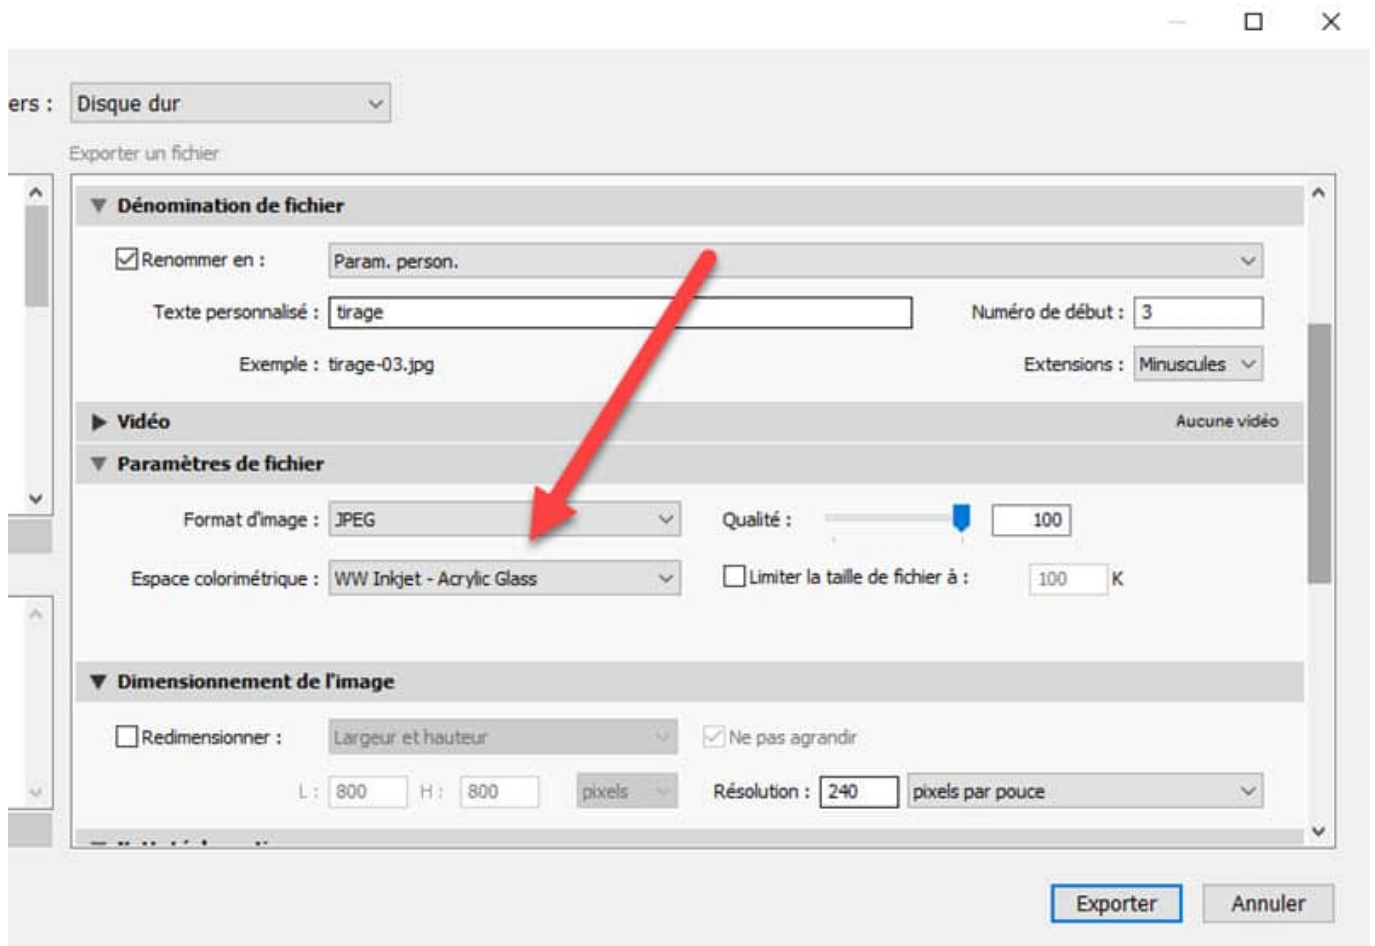 ers : Disque dur
Exporter un fichier
Dénomination de fichier
Renommer en : Param. person.
Texte personnalisé : tirage Numéro de début : 3
Exemple : tirage-03.jpg Extensions : Minuscules
Vidéo Aucune vidéo
Paramètres de fichier
Format d'image : JPEG Qualité : 100
Espace colorimétrique : WW Inkjet - Acrylic Glass Limiter la taille de fichier à : 100 K
Dimensionnement de l'image
Redimensionner : Largeur et hauteur Ne pas agrandir
L : 800 H : 800 pixels Résolution : 240 pixels par pouce
Exporter Annuler